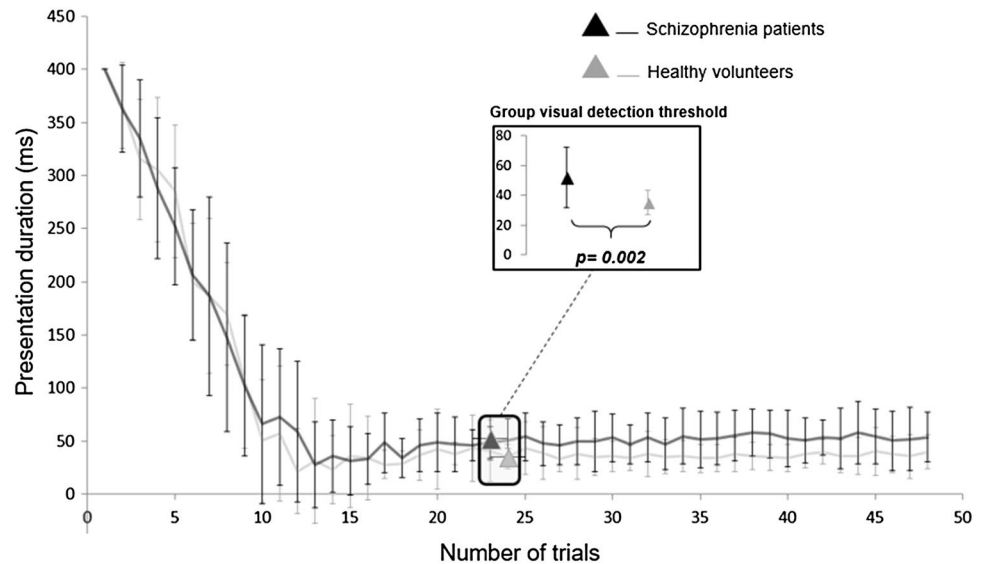 450
400
350
300
250
200
150
100
50
0
Presentation duration (ms)
0 5 10 15 20 25 30 35 40 45 50
Number of trials
Schizophrenia patients
Healthy volunteers
Group visual detection threshold
80
60
40
20
0
p= 0.002